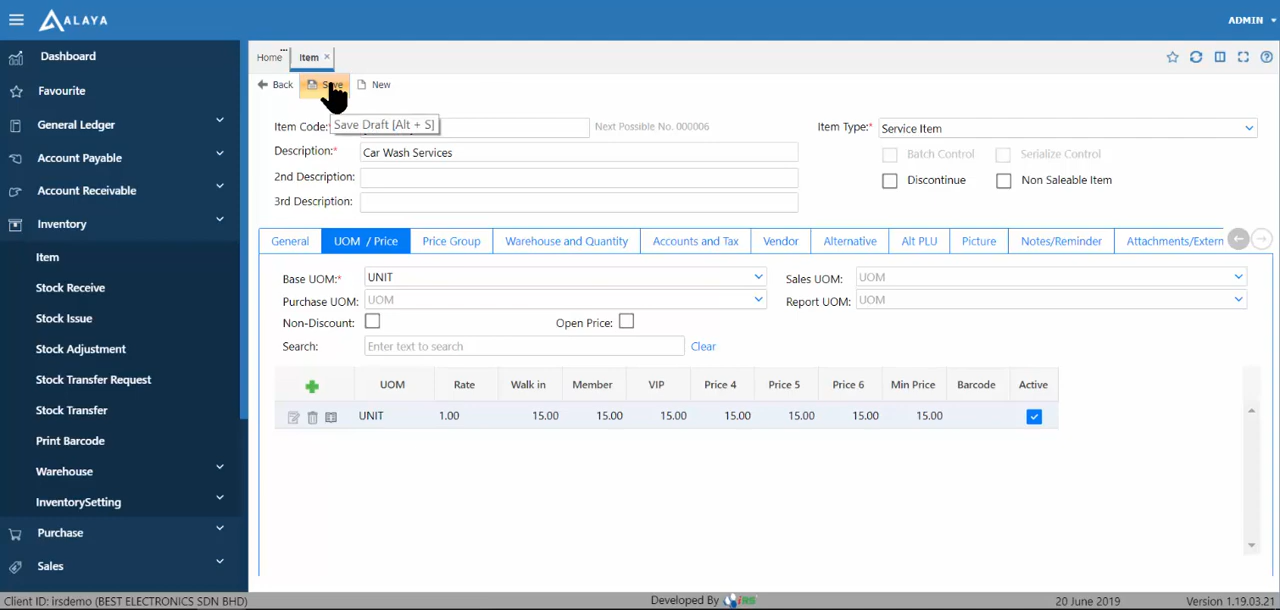 ALAYA
ADMIN
Dashboard
Favourite
General Ledger
Account Payable
Account Receivable
Inventory
Item
Stock Receive
Stock Issue
Stock Adjustment
Stock Transfer Request
Stock Transfer
Print Barcode
Warehouse
InventorySetting
Purchase
Sales
Home Item
Back Save New
Save Draft [Alt + S]
Item Code: Next Possible No. 000006 Item Type:* Service Item
Description:* Car Wash Services Batch Control Serialize Control
2nd Description: Discontinue Non Saleable Item
3rd Description:
General UOM / Price Price Group Warehouse and Quantity Accounts and Tax Vendor Alternative Alt PLU Picture Notes/Reminder Attachments/Extern
Base UOM:* UNIT Sales UOM: UOM
Purchase UOM: UOM Report UOM: UOM
Non-Discount: Open Price:
Search: Enter text to search Clear
UOM Rate Walk in Member VIP Price 4 Price 5 Price 6 Min Price Barcode Active
UNIT 1.00 15.00 15.00 15.00 15.00 15.00 15.00 15.00
Client ID: irsdemo (BEST ELECTRONICS SDN BHD) Developed By iRS 20 June 2019 Version 1.19.03.21